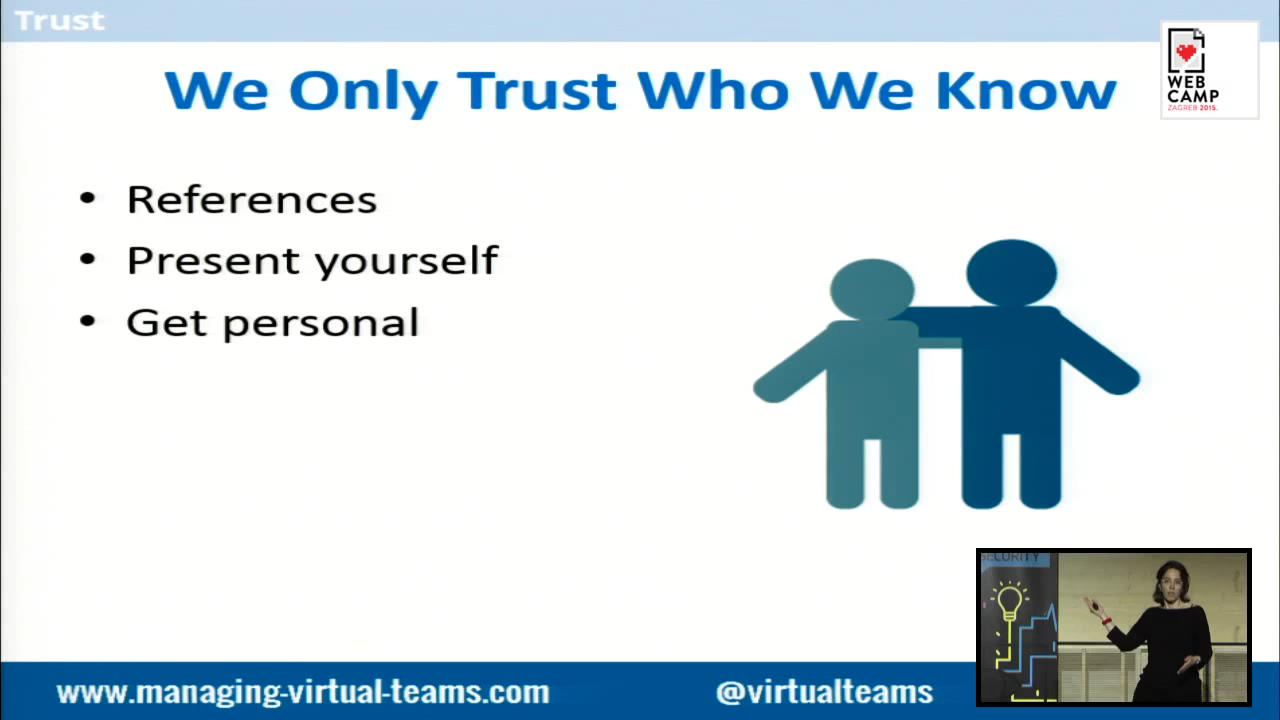 Trust
We Only Trust Who We Know
WEB
CAMP
ZAGREB 2015.
• References
• Present yourself
• Get personal
SECURITY
www.managing-virtual-teams.com
@virtualteams